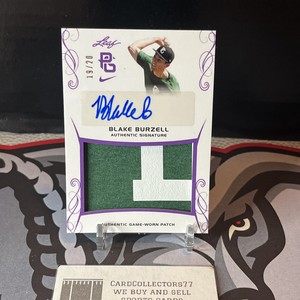 Leaf
PG
19/20
BLAKE BURZELL
AUTHENTIC SIGNATURE
AUTHENTIC GAME-WORN PATCH
CARDCOLLECTORS77
WE BUY AND SELL
SPORTS CARDS